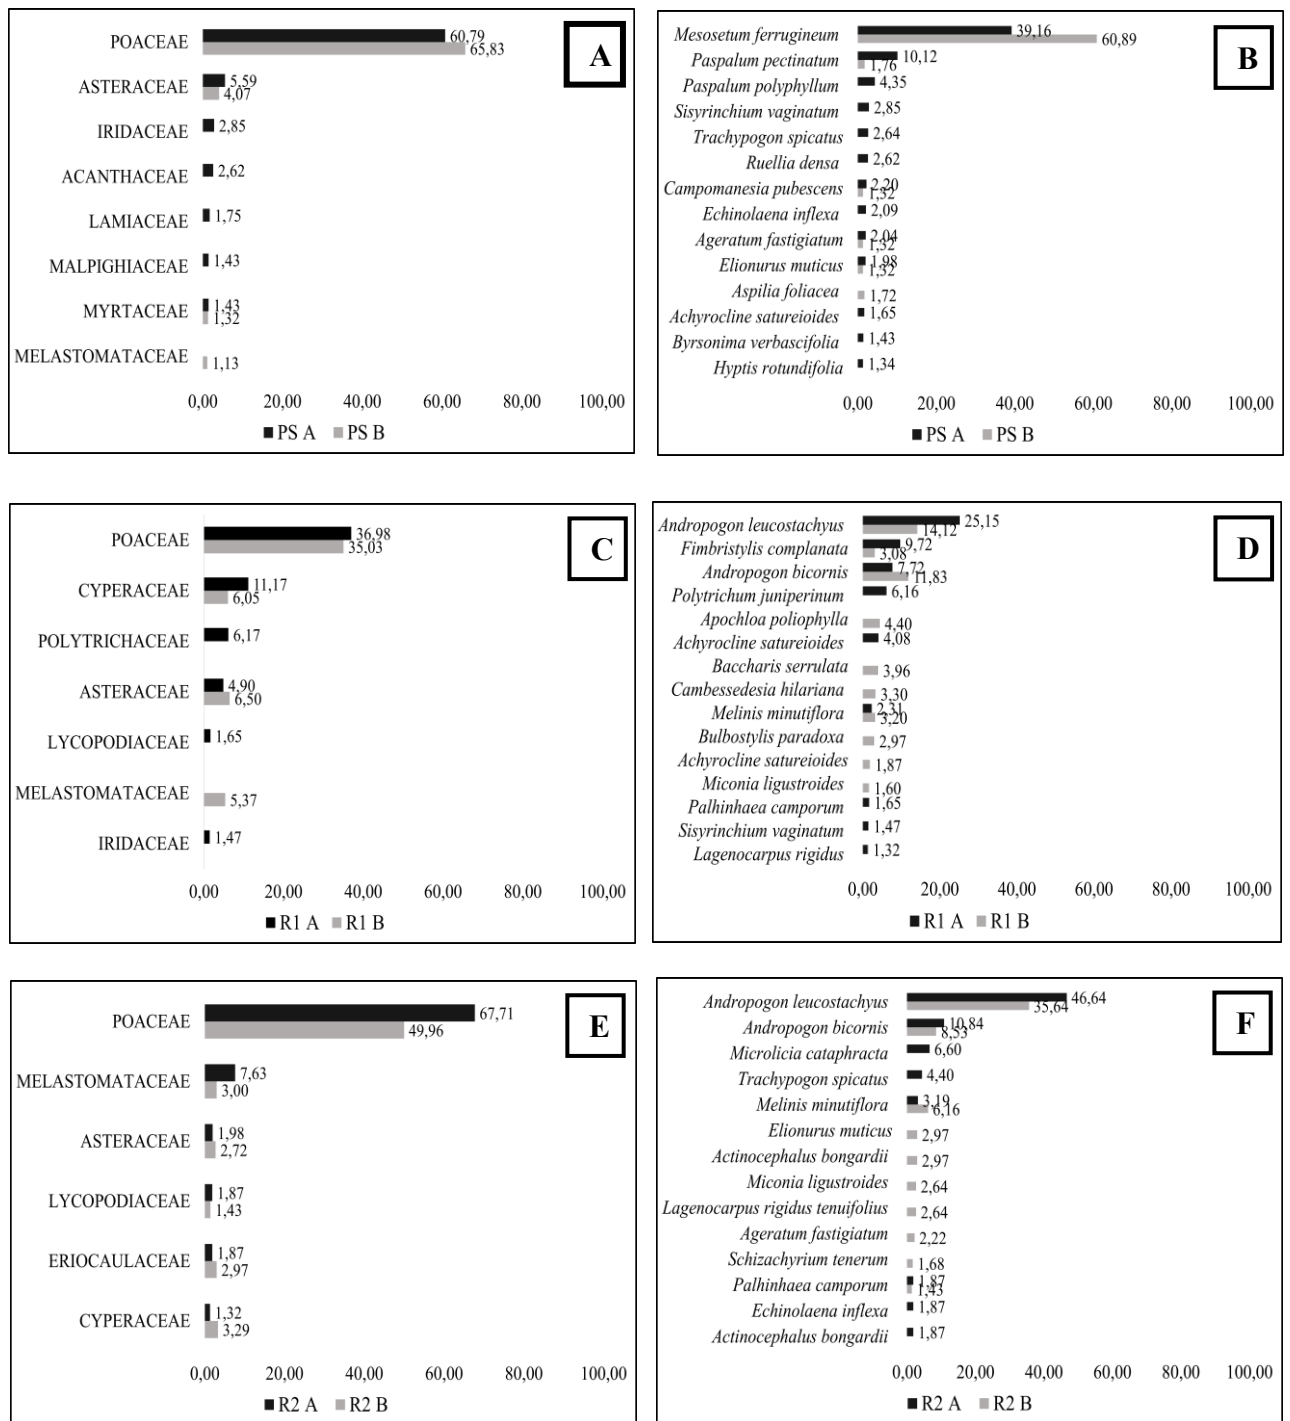 A
POACEAE 60,79
65,83
ASTERACEAE 5,59
4,07
IRIDACEAE 2,85
ACANTHACEAE 2,62
LAMIACEAE 1,75
MALPIGHIACEAE 1,43
MYRTACEAE 1,43
1,32
MELASTOMATACEAE 1,13
0,00 20,00 40,00 60,00 80,00 100,00
PS A PS B
B
Mesosetum ferrugineum 39,16
60,89
Paspalum pectinatum 10,12
1,76
Paspalum polyphyllum 4,35
Sisyrinchium vaginatum 2,85
Trachypogon spicatus 2,64
Ruellia densa 2,62
Campomanesia pubescens 2,20
1,32
Echinolaena inflexa 2,09
Ageratum fastigiatum 2,04
1,32
Elionurus muticus 1,98
1,32
Aspilia foliacea 1,72
Achyrocline satureioides 1,65
Byrsonima verbascifolia 1,43
Hyptis rotundifolia 1,34
0,00 20,00 40,00 60,00 80,00 100,00
PS A PS B
C
POACEAE 36,98
35,03
CYPERACEAE 11,17
6,05
POLYTRICHACEAE 6,17
ASTERACEAE 4,90
6,50
LYCOPODIACEAE 1,65
MELASTOMATACEAE 5,37
IRIDACEAE 1,47
0,00 20,00 40,00 60,00 80,00 100,00
R1 A R1 B
D
Andropogon leucostachyus 25,15
14,12
Fimbristylis complanata 9,72
3,08
Andropogon bicornis 7,72
11,83
Polytrichum juniperinum 6,16
Apochloa poliophylla 4,40
Achyrocline satureioides 4,08
Baccharis serrulata 3,96
Cambessedesia hilariana 3,30
Melinis minutiflora 2,31
3,20
Bulbostylis paradoxa 2,97
Achyrocline satureioides 1,87
Miconia ligustroides 1,60
Palhinhaea camporum 1,65
Sisyrinchium vaginatum 1,47
Lagenocarpus rigidus 1,32
0,00 20,00 40,00 60,00 80,00 100,00
R1 A R1 B
E
POACEAE 67,71
49,96
MELASTOMATACEAE 7,63
3,00
ASTERACEAE 1,98
2,72
LYCOPODIACEAE 1,87
1,43
ERIOCAULACEAE 1,87
2,97
CYPERACEAE 1,32
3,29
0,00 20,00 40,00 60,00 80,00 100,00
R2 A R2 B
F
Andropogon leucostachyus 46,64
35,64
Andropogon bicornis 10,84
8,53
Microlicia cataphracta 6,60
Trachypogon spicatus 4,40
Melinis minutiflora 3,19
6,16
Elionurus muticus 2,97
Actinocephalus bongardii 2,97
Miconia ligustroides 2,64
Lagenocarpus rigidus tenuifolius 2,64
Ageratum fastigiatum 2,22
Schizachyrium tenerum 1,68
Palhinhaea camporum 1,87
1,43
Echinolaena inflexa 1,87
Actinocephalus bongardii 1,87
0,00 20,00 40,00 60,00 80,00 100,00
R2 A R2 B